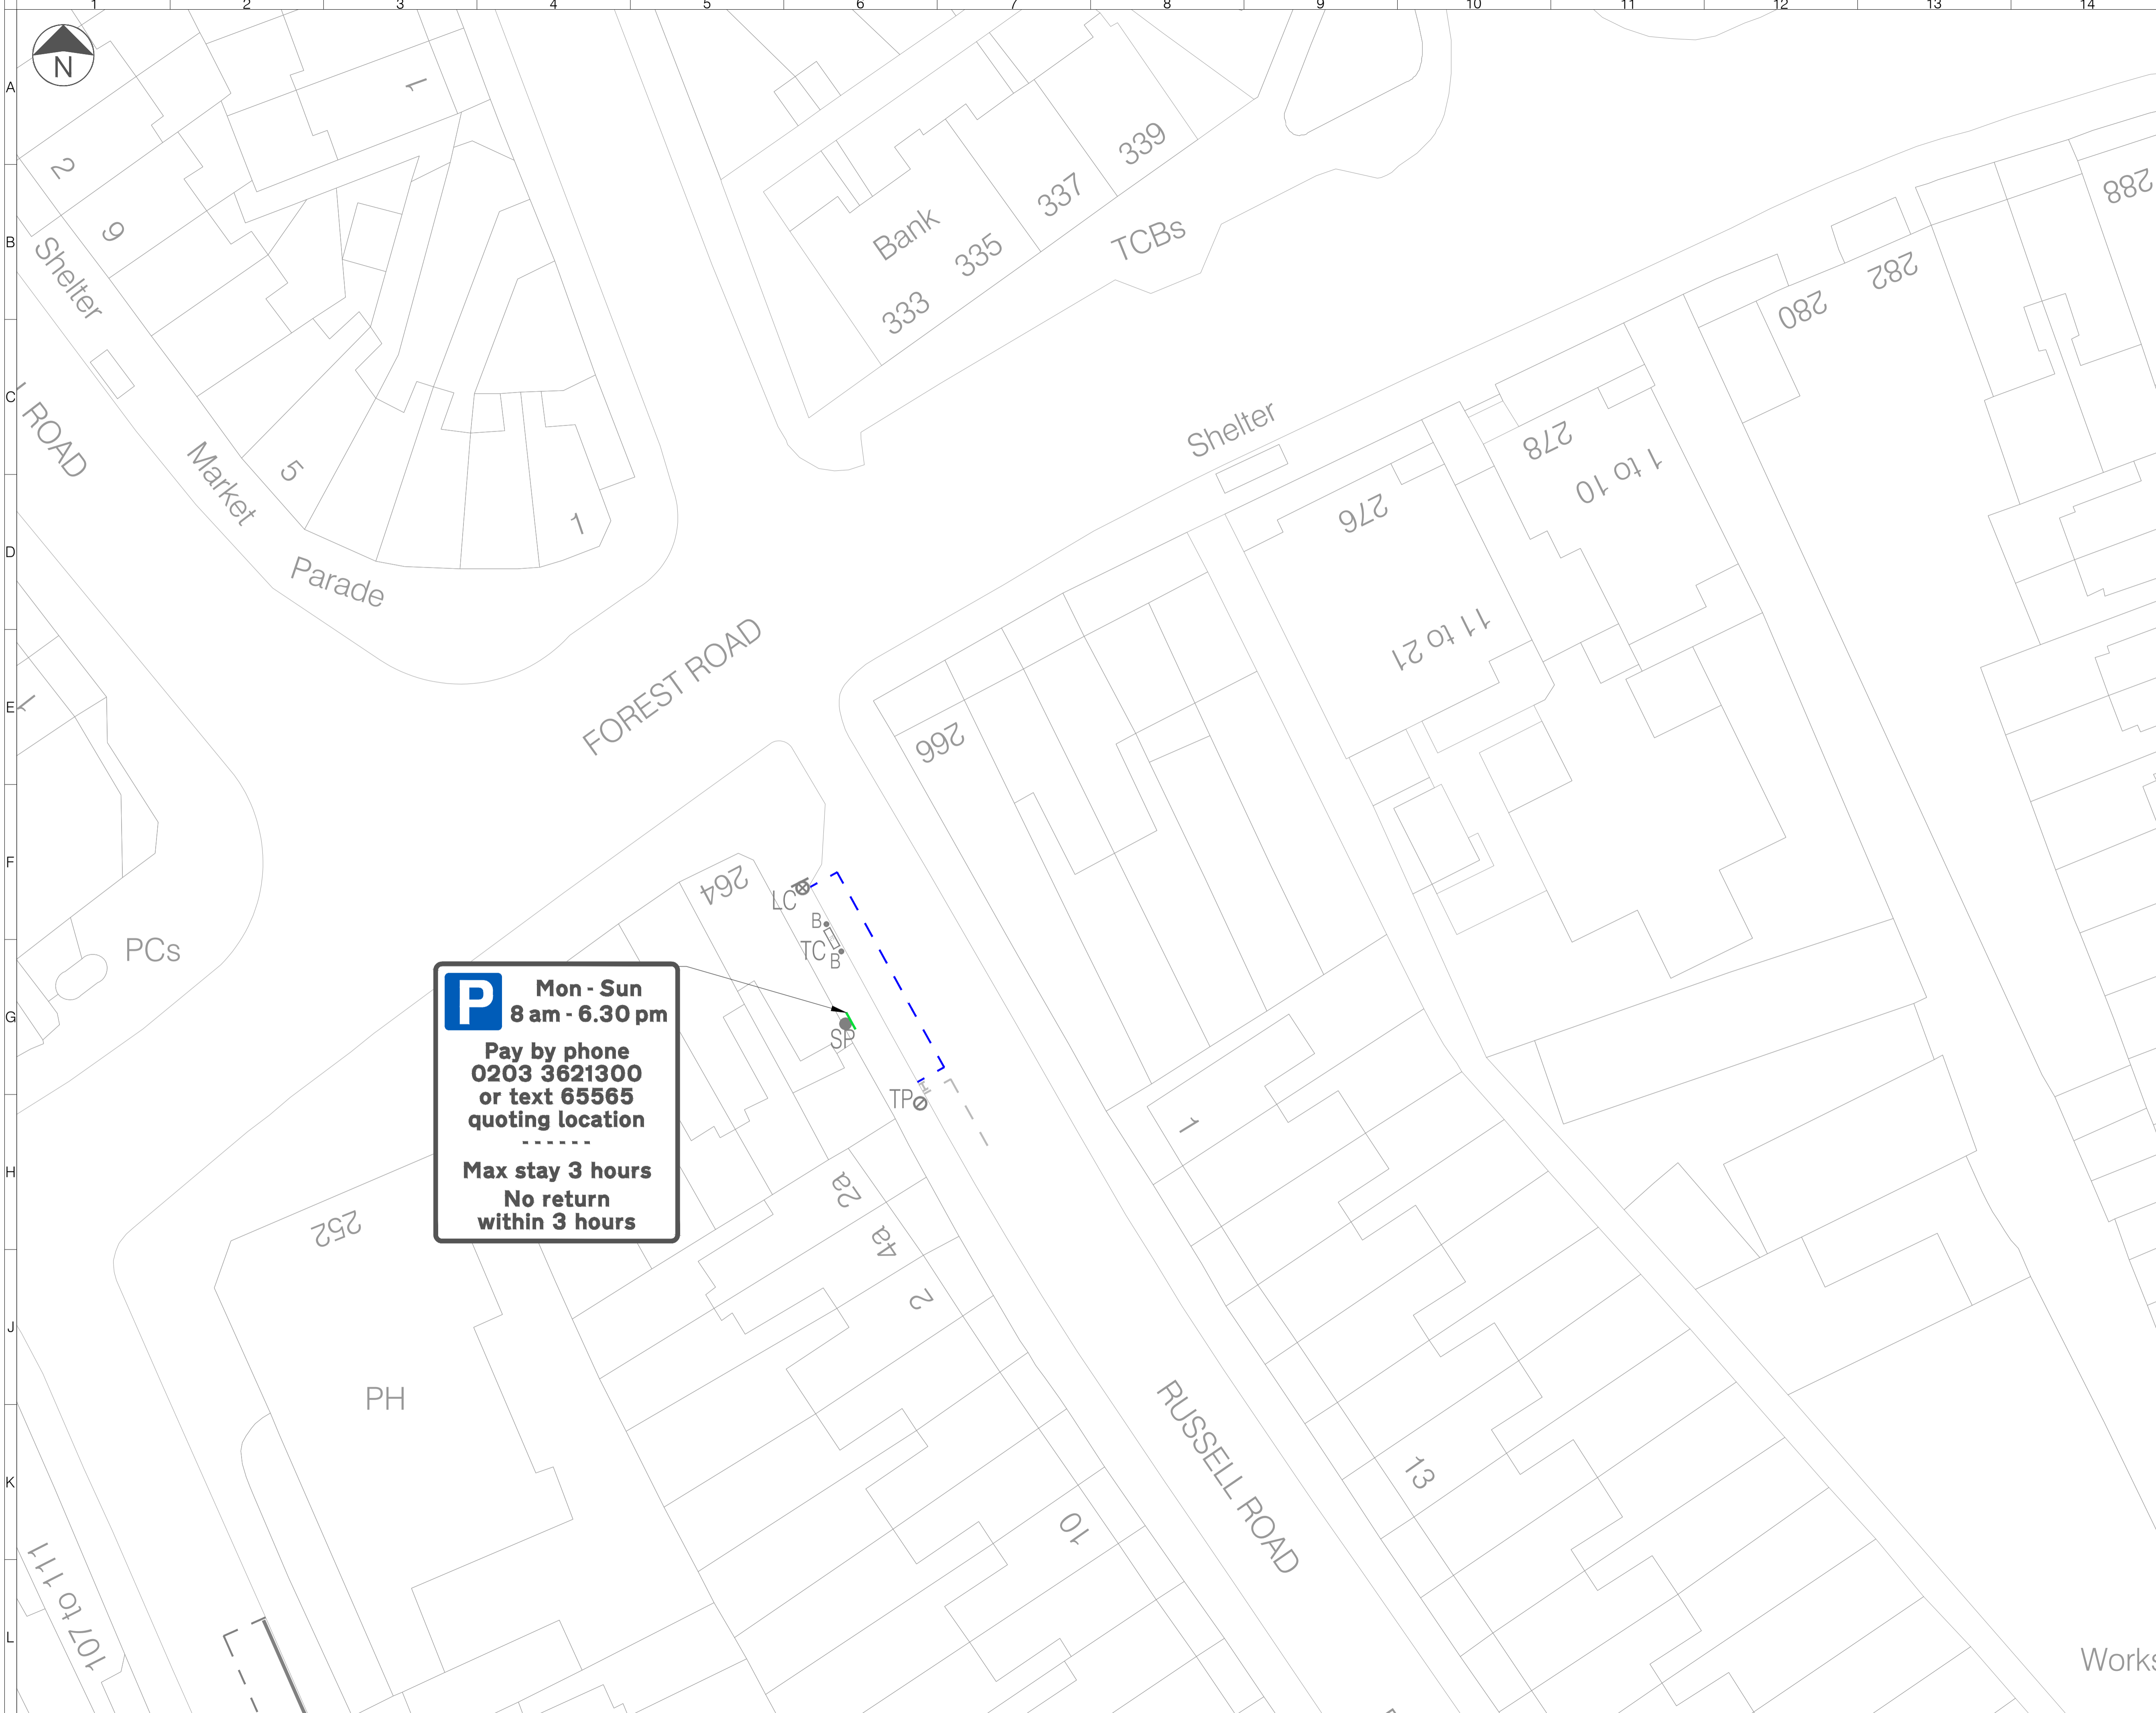 1 2 3 4 5 6 7 8 9 10 11 12 13 14
A
B
C
D
E
F
G
H
J
K
L
N
1
2
9
Shelter
ROAD
Market
5
Parade
1
Bank
333
335
337
339
TCBs
Shelter
288
282
280
278
1 to 10
276
11 to 21
FOREST ROAD
266
264
1
PCs
LC
B
TC
B
SP
TP
P
Mon - Sun
8 am - 6.30 pm
Pay by phone
0203 3621300
or text 65565
quoting location
------
Max stay 3 hours
No return
within 3 hours
252
PH
2a
4a
2
10
1
13
RUSSELL ROAD
107 to 111
Works